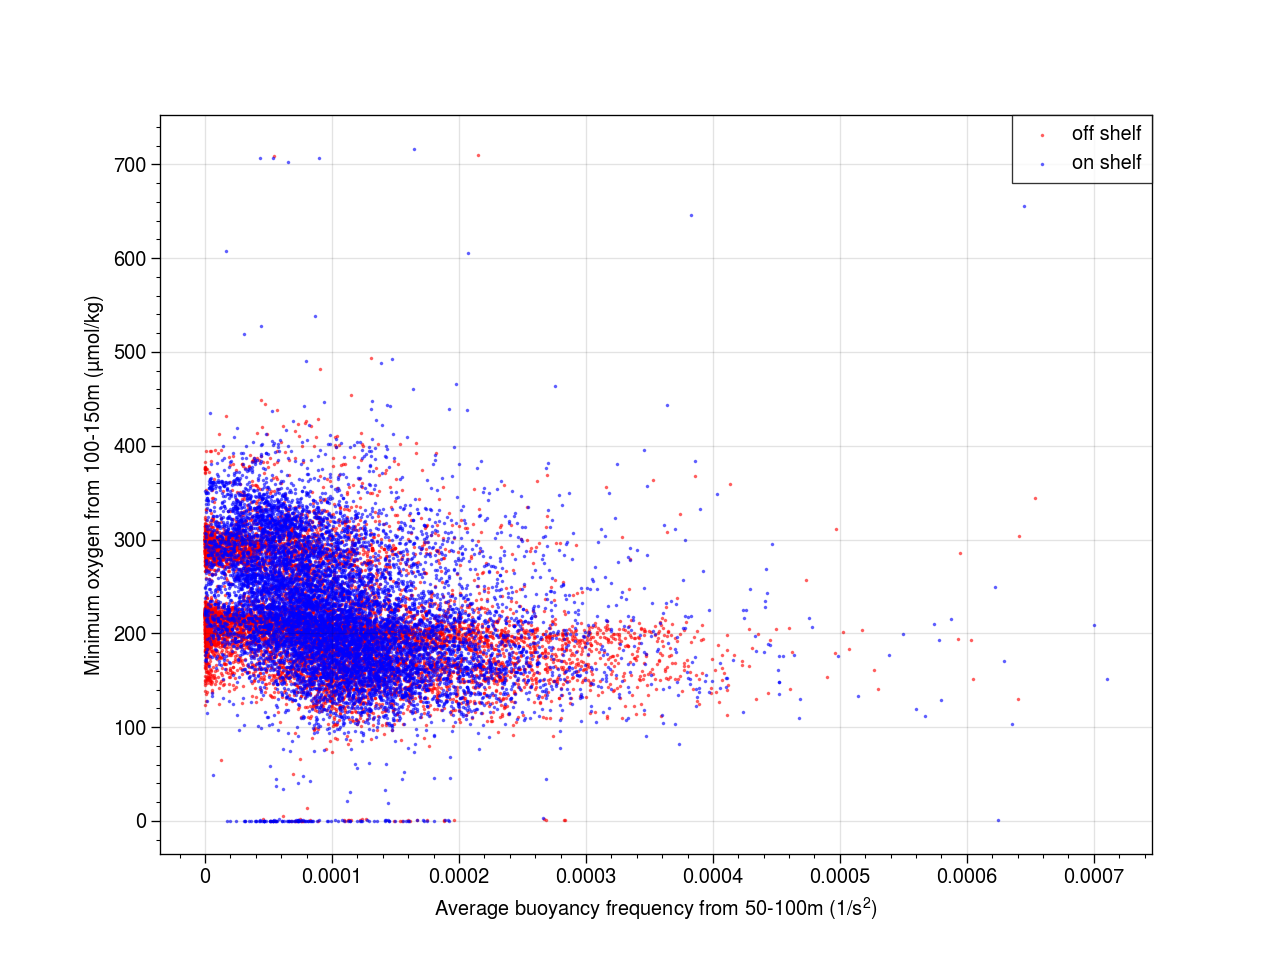 off shelf
on shelf
700
600
500
400
300
200
100
0
Minimum oxygen from 100-150m (µmol/kg)
0 0.0001 0.0002 0.0003 0.0004 0.0005 0.0006 0.0007
Average buoyancy frequency from 50-100m (1/s²)